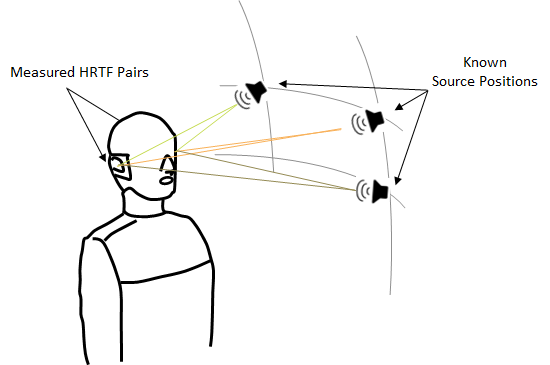 Measured HRTF Pairs
Known
Source Positions